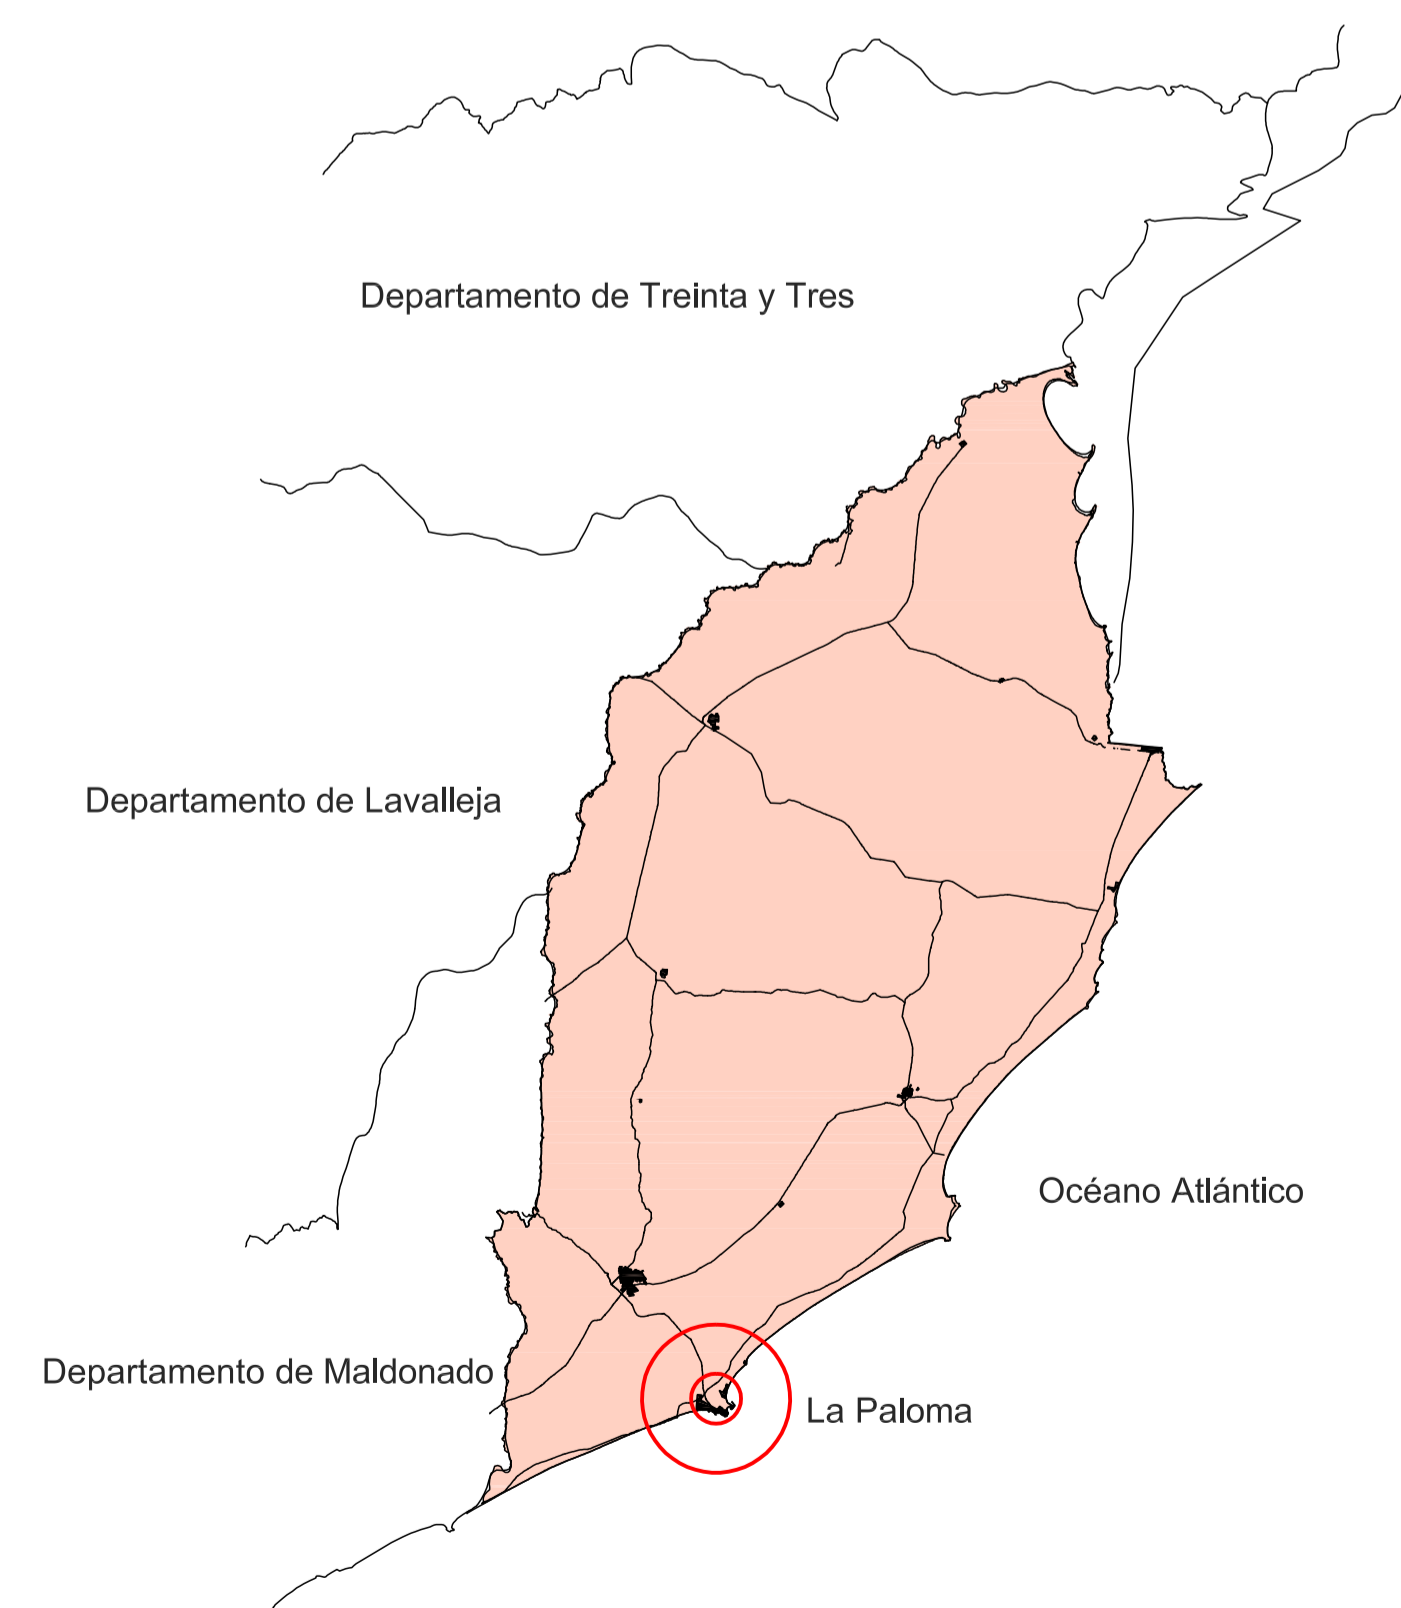 Departamento de Treinta y Tres
Departamento de Lavalleja
Océano Atlántico
Departamento de Maldonado
La Paloma